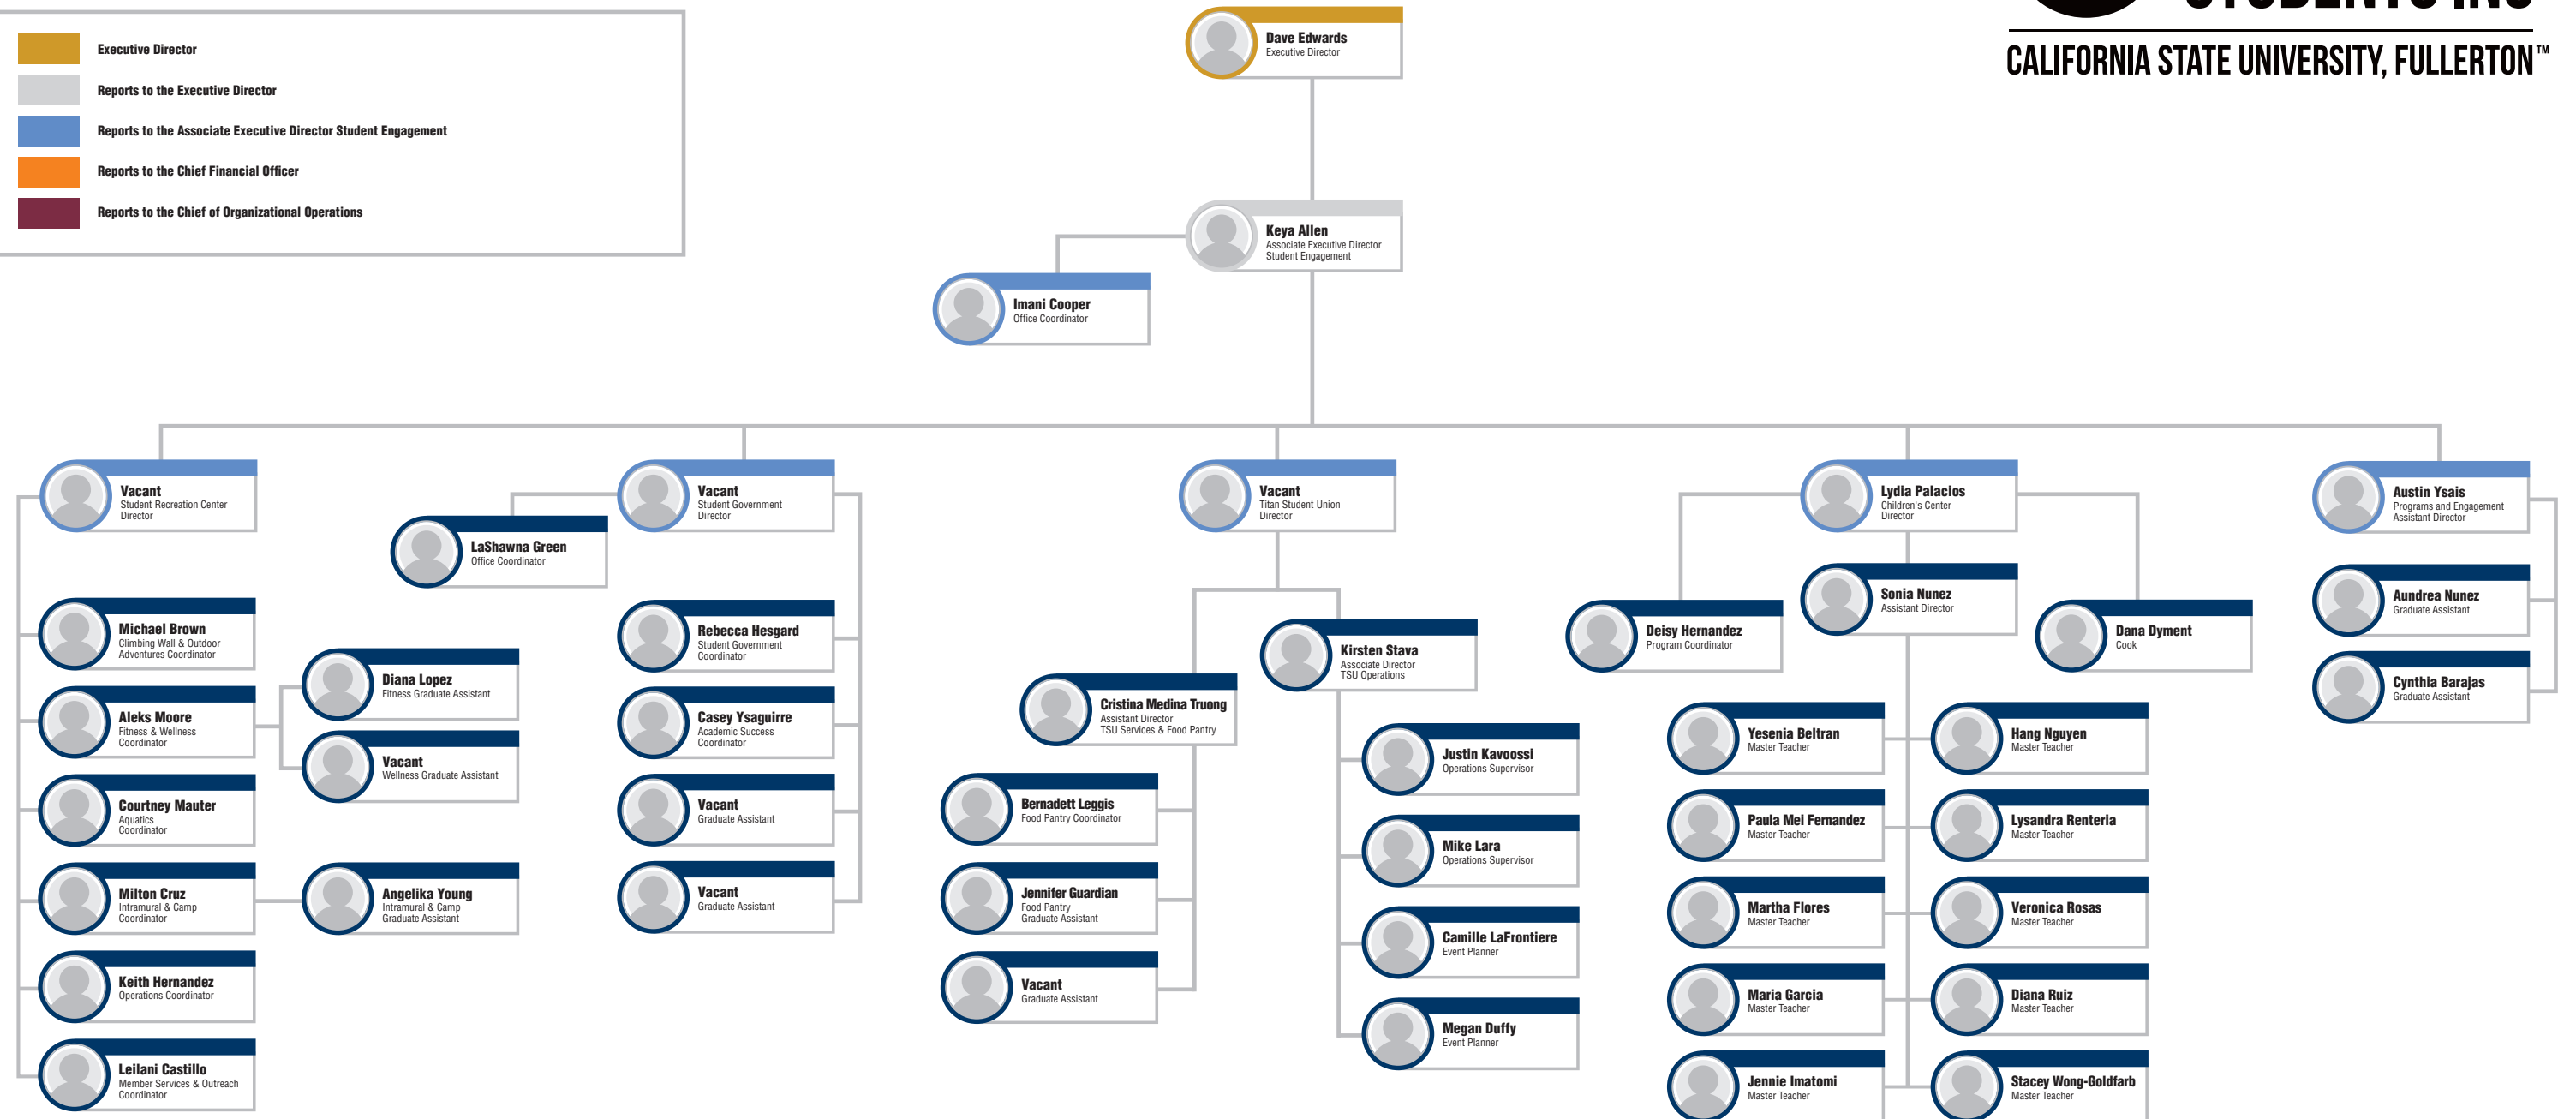 STUDENTS INC
CALIFORNIA STATE UNIVERSITY, FULLERTON™
Executive Director
Reports to the Executive Director
Reports to the Associate Executive Director Student Engagement
Reports to the Chief Financial Officer
Reports to the Chief of Organizational Operations
Dave Edwards
Executive Director
Keya Allen
Associate Executive Director
Student Engagement
Imani Cooper
Office Coordinator
Vacant
Student Recreation Center
Director
Michael Brown
Climbing Wall & Outdoor
Adventures Coordinator
Aleks Moore
Fitness & Wellness
Coordinator
Diana Lopez
Fitness Graduate Assistant
Vacant
Wellness Graduate Assistant
Courtney Mauter
Aquatics
Coordinator
Milton Cruz
Intramural & Camp
Coordinator
Angelika Young
Intramural & Camp
Graduate Assistant
Keith Hernandez
Operations Coordinator
Leilani Castillo
Member Services & Outreach
Coordinator
Vacant
Student Government
Director
LaShawna Green
Office Coordinator
Rebecca Hesgard
Student Government
Coordinator
Casey Ysaguirre
Academic Success
Coordinator
Vacant
Graduate Assistant
Vacant
Graduate Assistant
Vacant
Titan Student Union
Director
Cristina Medina Truong
Assistant Director
TSU Services & Food Pantry
Bernadett Leggis
Food Pantry Coordinator
Jennifer Guardian
Food Pantry
Graduate Assistant
Vacant
Graduate Assistant
Kirsten Stava
Associate Director
TSU Operations
Justin Kavoossi
Operations Supervisor
Mike Lara
Operations Supervisor
Camille LaFrontiere
Event Planner
Megan Duffy
Event Planner
Lydia Palacios
Children's Center
Director
Deisy Hernandez
Program Coordinator
Sonia Nunez
Assistant Director
Dana Dyment
Cook
Yesenia Beltran
Master Teacher
Hang Nguyen
Master Teacher
Paula Mei Fernandez
Master Teacher
Lysandra Renteria
Master Teacher
Martha Flores
Master Teacher
Veronica Rosas
Master Teacher
Maria Garcia
Master Teacher
Diana Ruiz
Master Teacher
Jennie Imatomi
Master Teacher
Stacey Wong-Goldfarb
Master Teacher
Austin Ysais
Programs and Engagement
Assistant Director
Aundrea Nunez
Graduate Assistant
Cynthia Barajas
Graduate Assistant